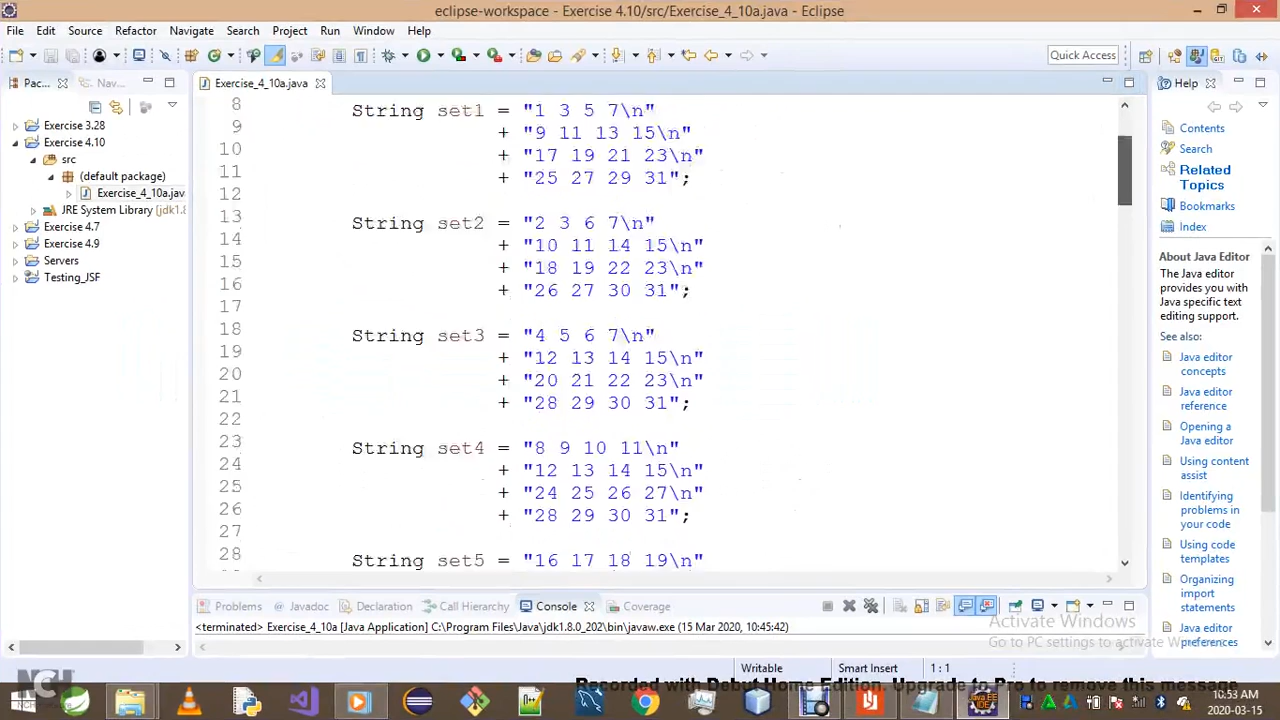 eclipse-workspace - Exercise 4.10/src/Exercise_4_10a.java - Eclipse
File Edit Source Refactor Navigate Search Project Run Window Help
Quick Access
Pac... Nav...
Exercise_4_10a.java
Help
Exercise 3.28
Exercise 4.10
src
(default package)
Exercise_4_10a.jav
JRE System Library [jdk1.8
Exercise 4.7
Exercise 4.9
Servers
Testing_JSF
8 String set1 = "1 3 5 7\n"
9 + "9 11 13 15\n"
10 + "17 19 21 23\n"
11 + "25 27 29 31";
12
13 String set2 = "2 3 6 7\n"
14 + "10 11 14 15\n"
15 + "18 19 22 23\n"
16 + "26 27 30 31";
17
18 String set3 = "4 5 6 7\n"
19 + "12 13 14 15\n"
20 + "20 21 22 23\n"
21 + "28 29 30 31";
22
23 String set4 = "8 9 10 11\n"
24 + "12 13 14 15\n"
25 + "24 25 26 27\n"
26 + "28 29 30 31";
27
28 String set5 = "16 17 18 19\n"
Contents
Search
Related
Topics
Bookmarks
Index
About Java Editor
The Java editor
provides you with
Java specific text
editing support.
See also:
Java editor
concepts
Java editor
reference
Opening a
Java editor
Using content
assist
Identifying
problems in
your code
Using code
templates
Organizing
import
statements
Java editor
preferences
Problems Javadoc Declaration Call Hierarchy Console Coverage
<terminated> Exercise_4_10a [Java Application] C:\Program Files\Java\jdk1.8.0_202\bin\javaw.exe (15 Mar 2020, 10:45:42)
Activate Windows
Go to PC settings to activate Windows.
Writable Smart Insert 1 : 1
NCH
Recorded with Debut Home Edition. Upgrade to Pro to remove this message
10:53 AM
2020-03-15